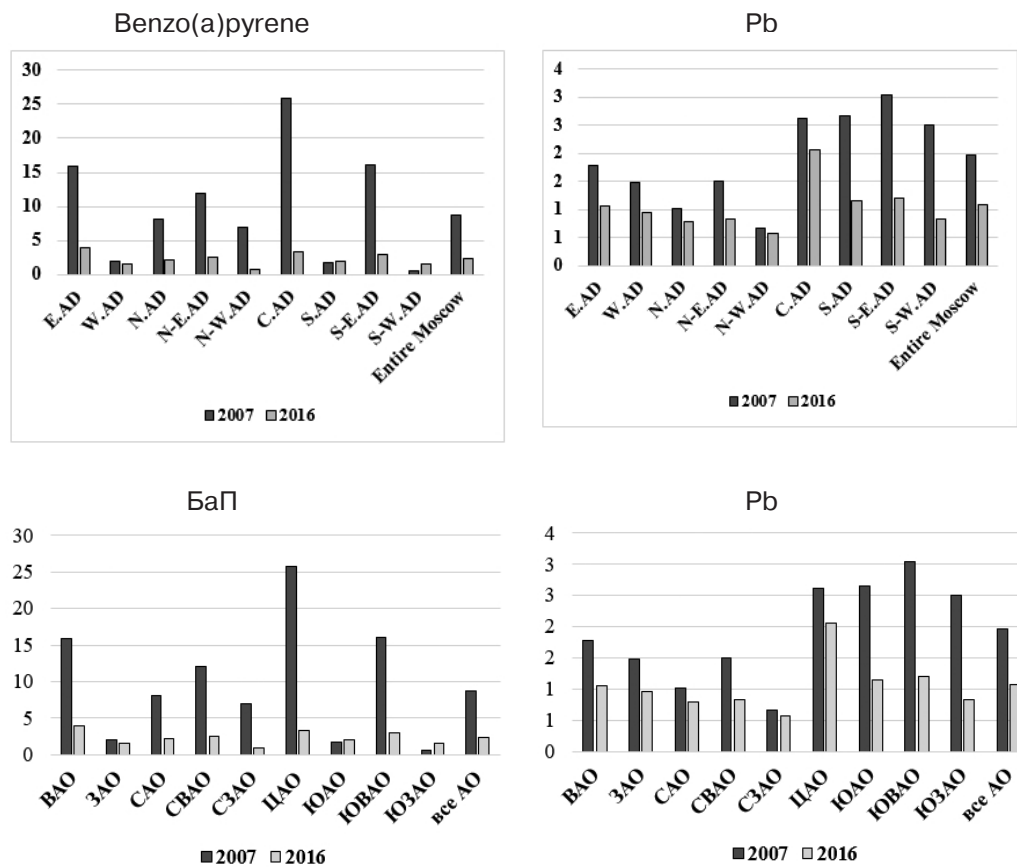 Benzo(a)pyrene
30
25
20
15
10
5
0
E.AD
W.AD
N.AD
N-E.AD
N-W.AD
C.AD
S.AD
S-E.AD
S-W.AD
Entire Moscow
2007 2016
Pb
4
3
3
2
2
1
1
0
E.AD
W.AD
N.AD
N-E.AD
N-W.AD
C.AD
S.AD
S-E.AD
S-W.AD
Entire Moscow
2007 2016
БаП
30
25
20
15
10
5
0
ВАО
ЗАО
САО
СВАО
СЗАО
ЦАО
ЮАО
ЮВАО
ЮЗАО
все АО
2007 2016
Pb
4
3
3
2
2
1
1
0
ВАО
ЗАО
САО
СВАО
СЗАО
ЦАО
ЮАО
ЮВАО
ЮЗАО
все АО
2007 2016